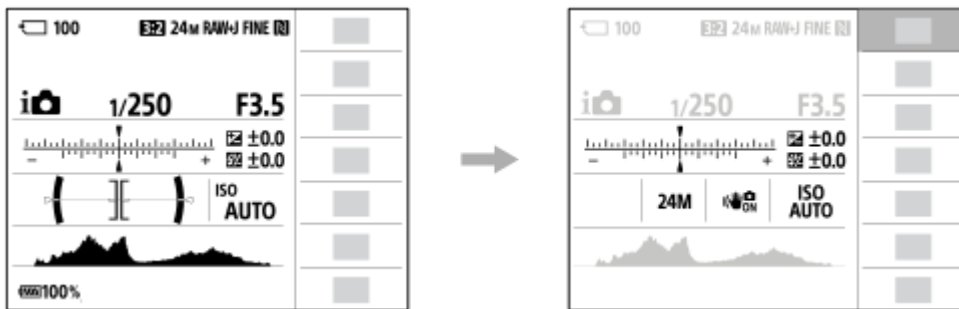 100 3:2 24M RAW+J FINE N
i 1/250 F3.5
±0.0
- + ±0.0
ISO
AUTO
100%
100 3:2 24M RAW+J FINE N
i 1/250 F3.5
±0.0
- + ±0.0
24M ON ISO
AUTO